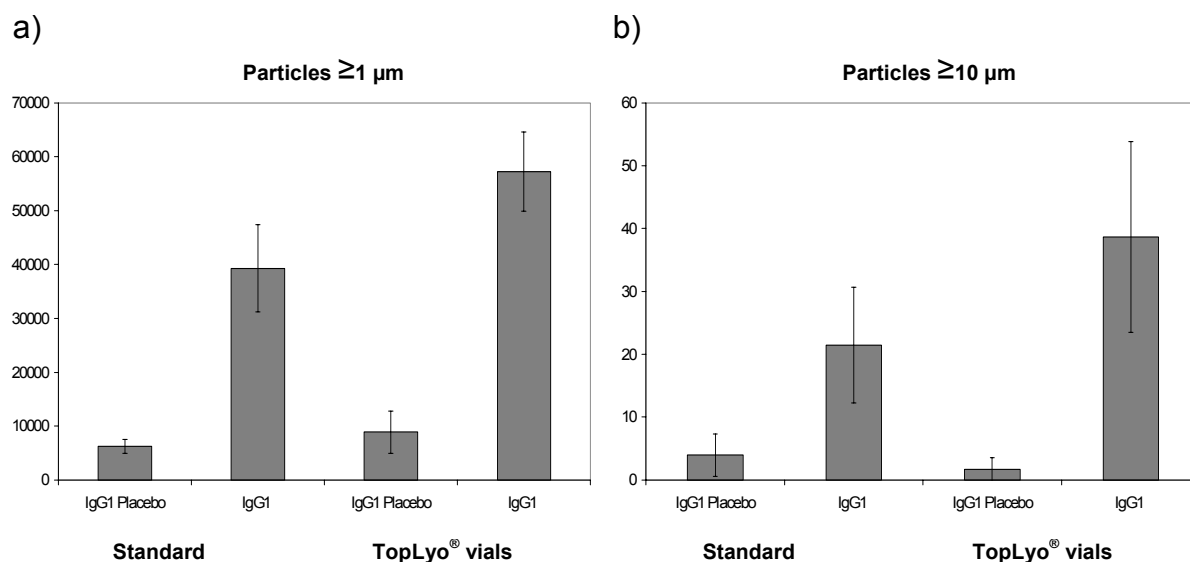 a)
Particles ≥1 µm
70000
60000
50000
40000
30000
20000
10000
0
IgG1 Placebo IgG1 IgG1 Placebo IgG1
Standard TopLyo® vials
b)
Particles ≥10 µm
60
50
40
30
20
10
0
IgG1 Placebo IgG1 IgG1 Placebo IgG1
Standard TopLyo® vials